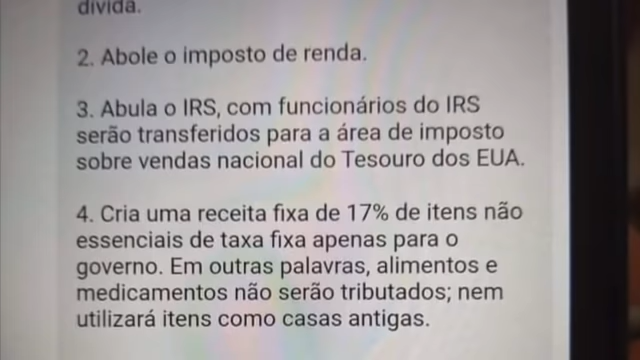 dívida.
2. Abole o imposto de renda.
3. Abula o IRS, com funcionários do IRS
serão transferidos para a área de imposto
sobre vendas nacional do Tesouro dos EUA.
4. Cria uma receita fixa de 17% de itens não
essenciais de taxa fixa apenas para o
governo. Em outras palavras, alimentos e
medicamentos não serão tributados; nem
utilizará itens como casas antigas.